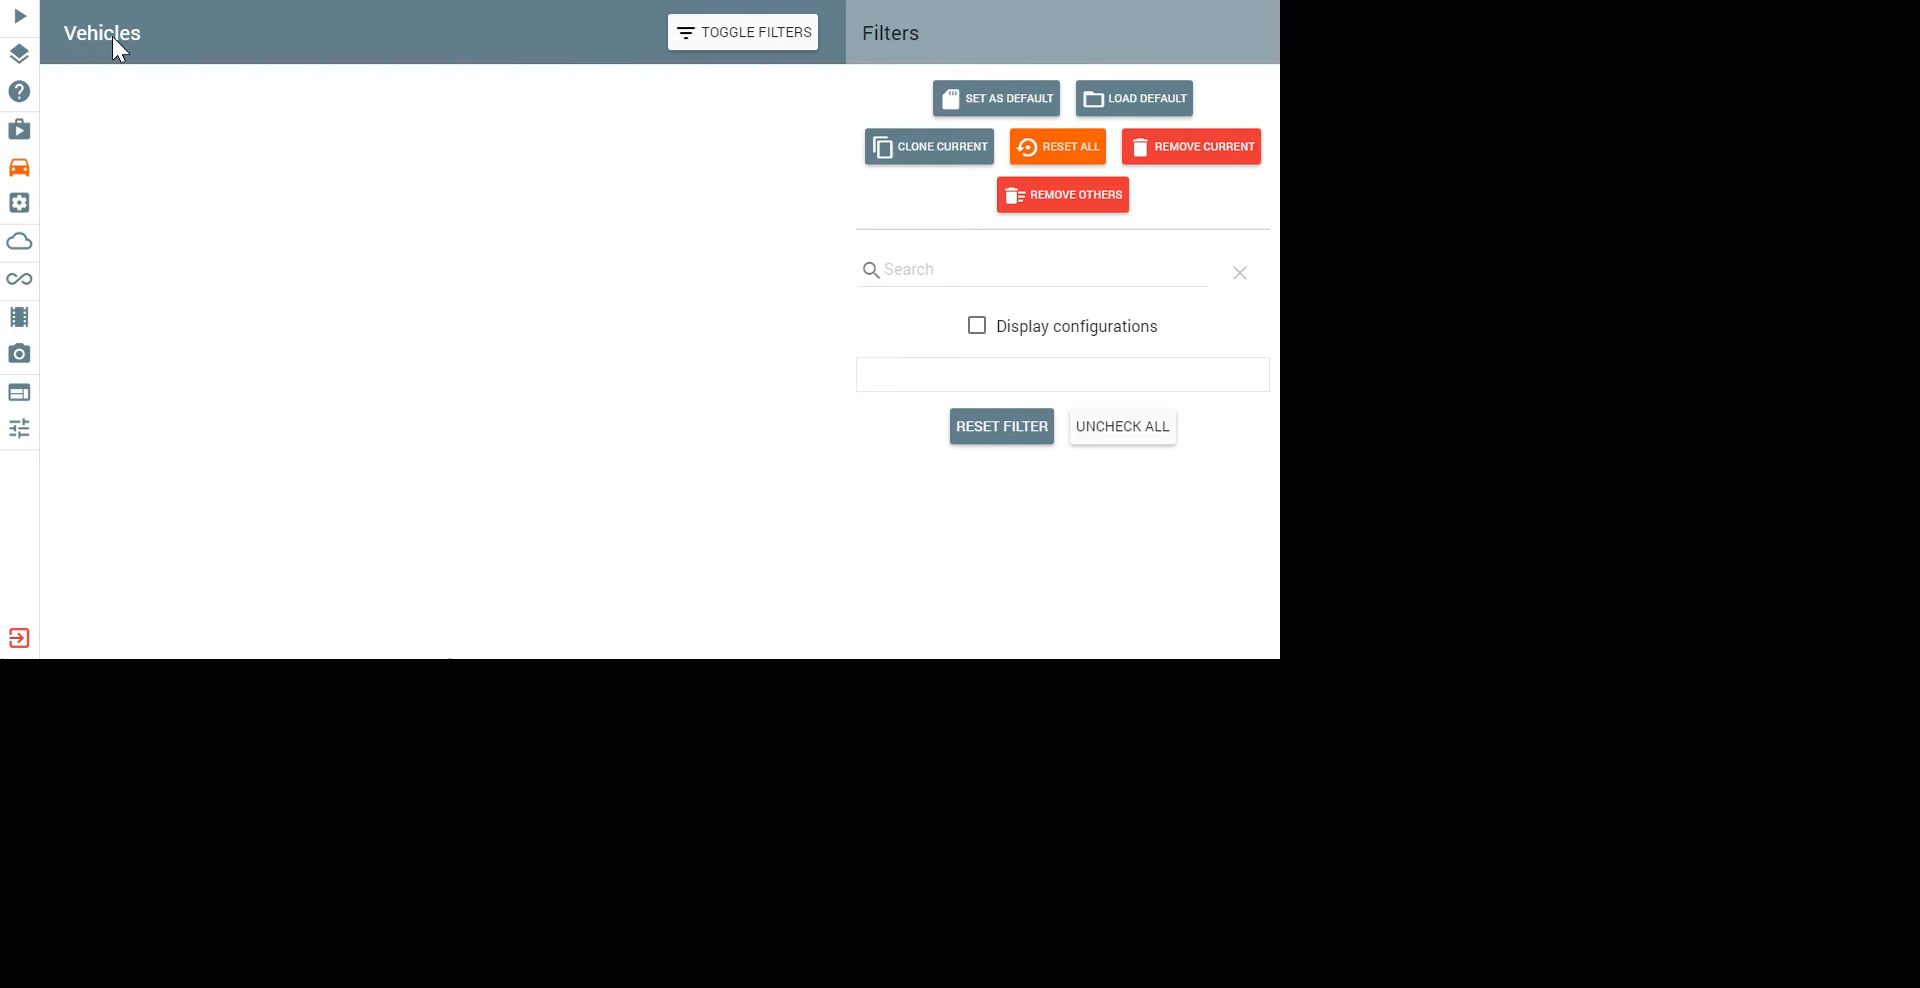 Vehicles
TOGGLE FILTERS
Filters
SET AS DEFAULT
LOAD DEFAULT
CLONE CURRENT
RESET ALL
REMOVE CURRENT
REMOVE OTHERS
Search
Display configurations
RESET FILTER
UNCHECK ALL